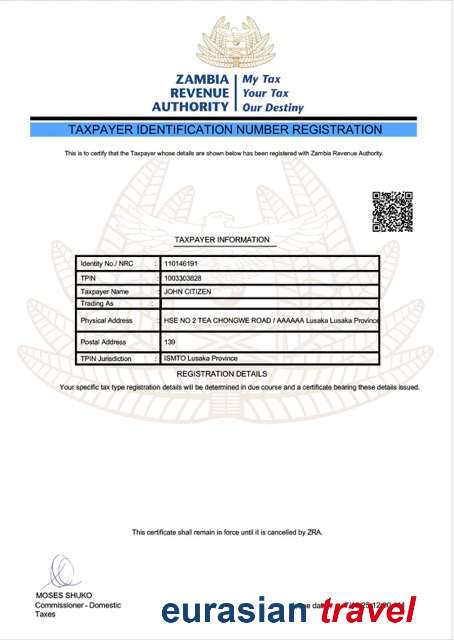 ZAMBIA REVENUE AUTHORITY
My Tax
Your Tax
Our Destiny
TAXPAYER IDENTIFICATION NUMBER REGISTRATION
This is to certify that the Taxpayer whose details are shown below has been registered with Zambia Revenue Authority.
TAXPAYER INFORMATION
Identity No./ NRC : 110146191
TPIN : 1003303828
Taxpayer Name : JOHN CITIZEN
Trading As :
Physical Address : HSE NO 2 TEA CHONGWE ROAD / AAAAAA Lusaka Lusaka Province
Postal Address : 139
TPIN Jurisdiction : ISMTO Lusaka Province
REGISTRATION DETAILS
Your specific tax type registration details will be determined in due course and a certificate bearing these details issued.
This certificate shall remain in force until it is cancelled by ZRA.
MOSES SHUKO
Commissioner - Domestic
Taxes
eurasian travel